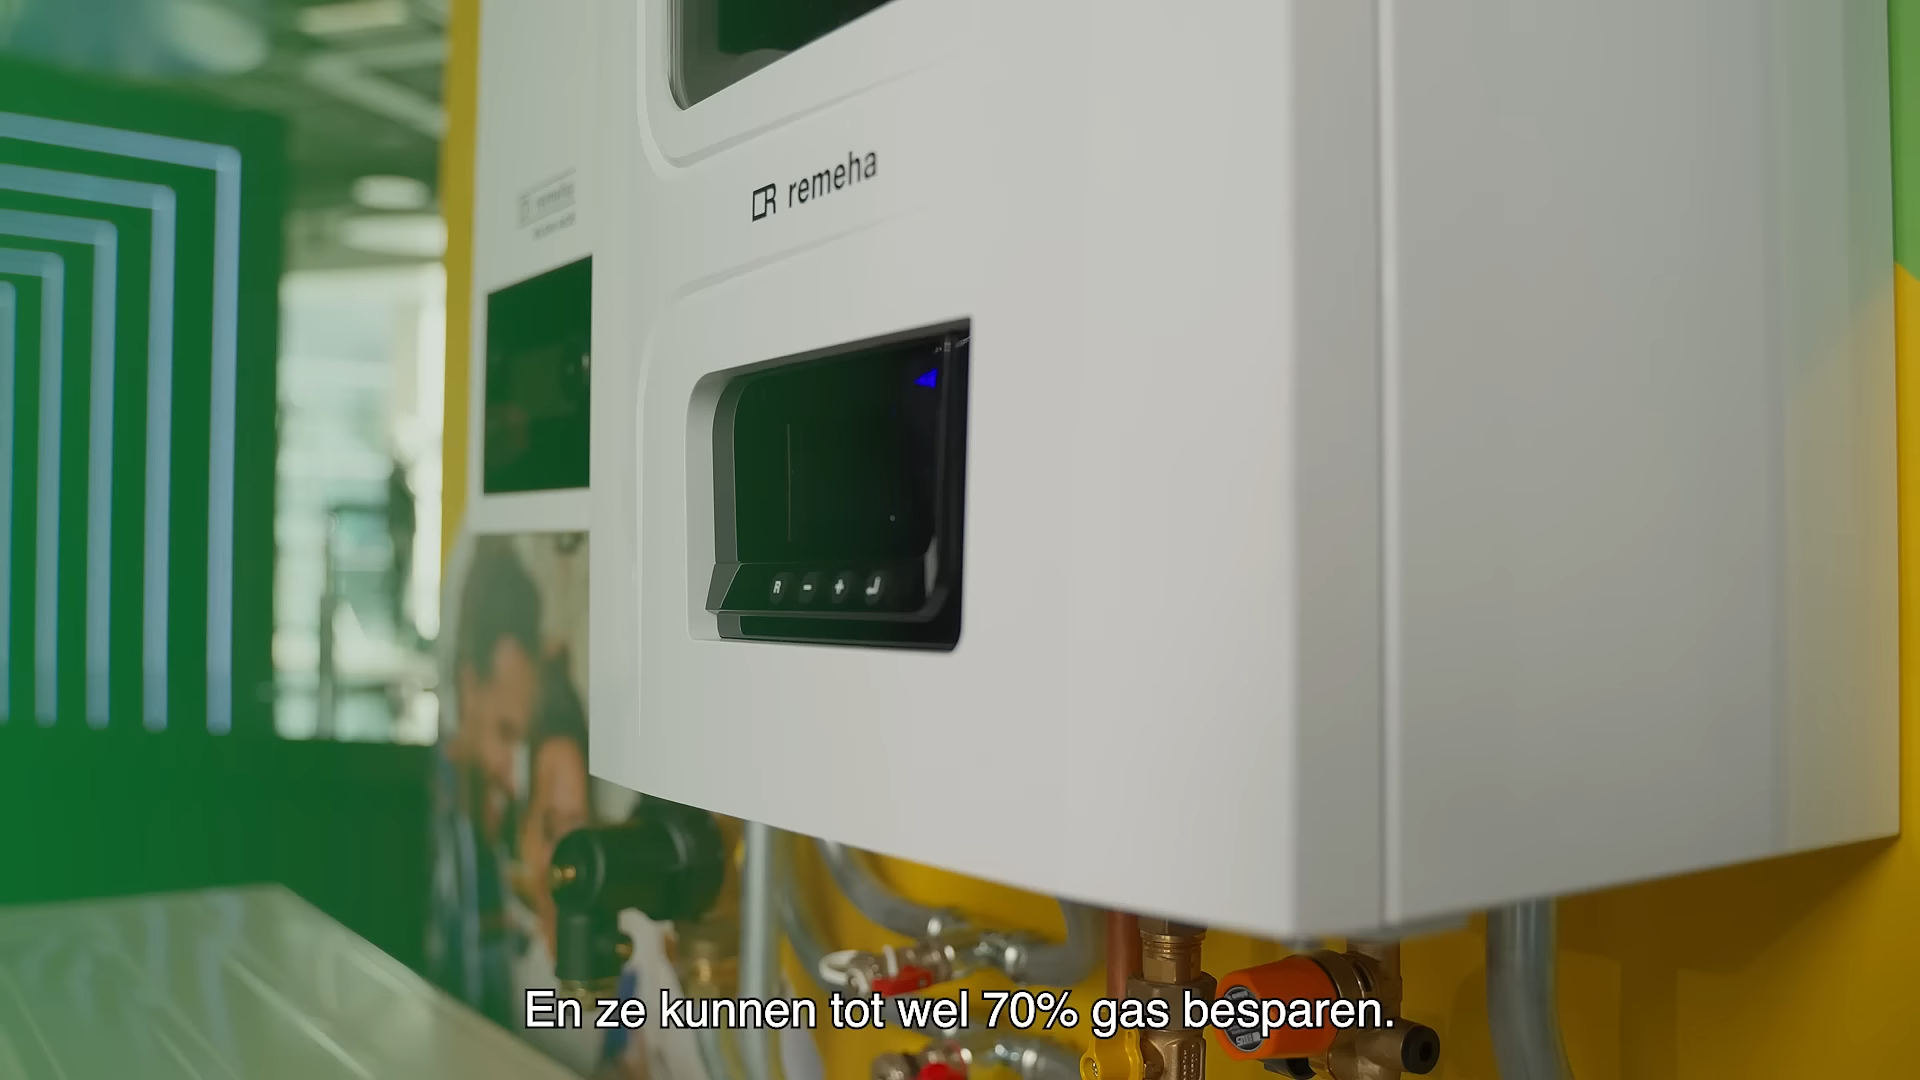 remeha
R - +
En ze kunnen tot wel 70% gas besparen.